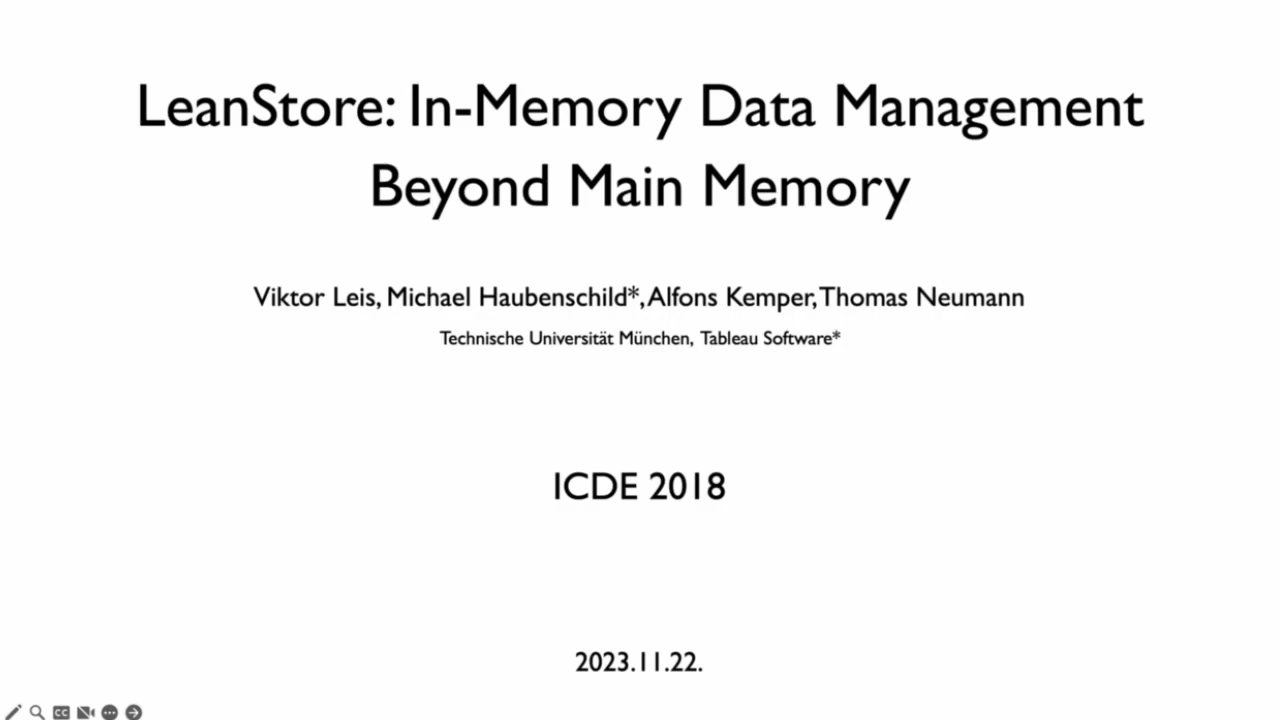 LeanStore: In-Memory Data Management
Beyond Main Memory
Viktor Leis, Michael Haubenschild*, Alfons Kemper, Thomas Neumann
Technische Universität München, Tableau Software*
ICDE 2018
2023.11.22.
CC